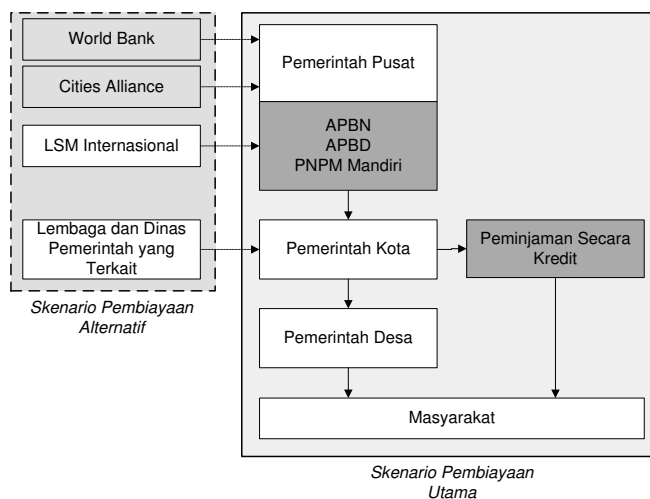 World Bank
Cities Alliance
LSM Internasional
Lembaga dan Dinas
Pemerintah yang
Terkait
Skenario Pembiayaan
Alternatif
Pemerintah Pusat
APBN
APBD
PNPM Mandiri
Pemerintah Kota
Peminjaman Secara
Kredit
Pemerintah Desa
Masyarakat
Skenario Pembiayaan
Utama